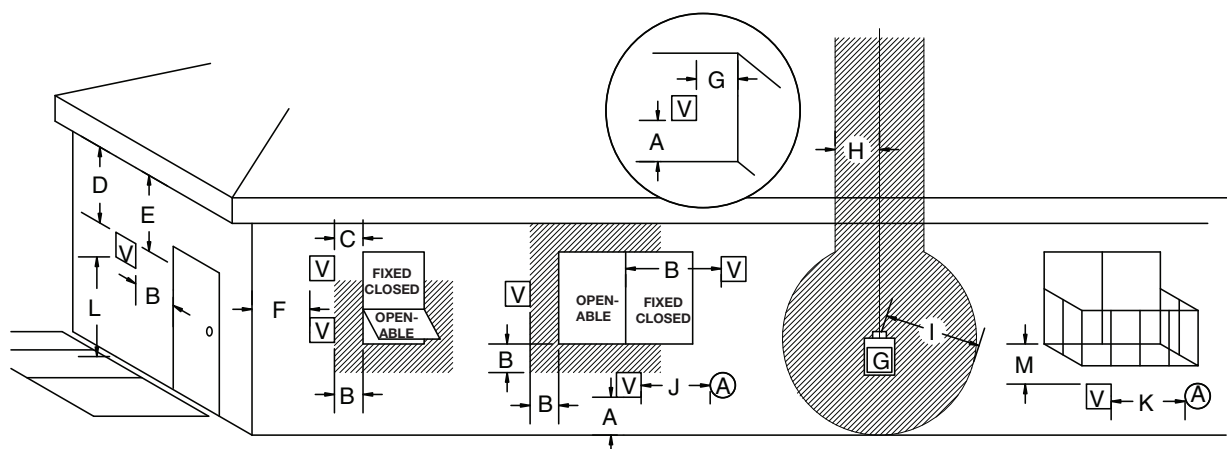 G
V
A
H
D
E
C
V
B
L
V
FIXED
CLOSED
F
V
OPEN-
ABLE
B
V
OPEN-
ABLE
FIXED
CLOSED
B
V
B
B
V
J
A
A
I
G
M
V
K
A